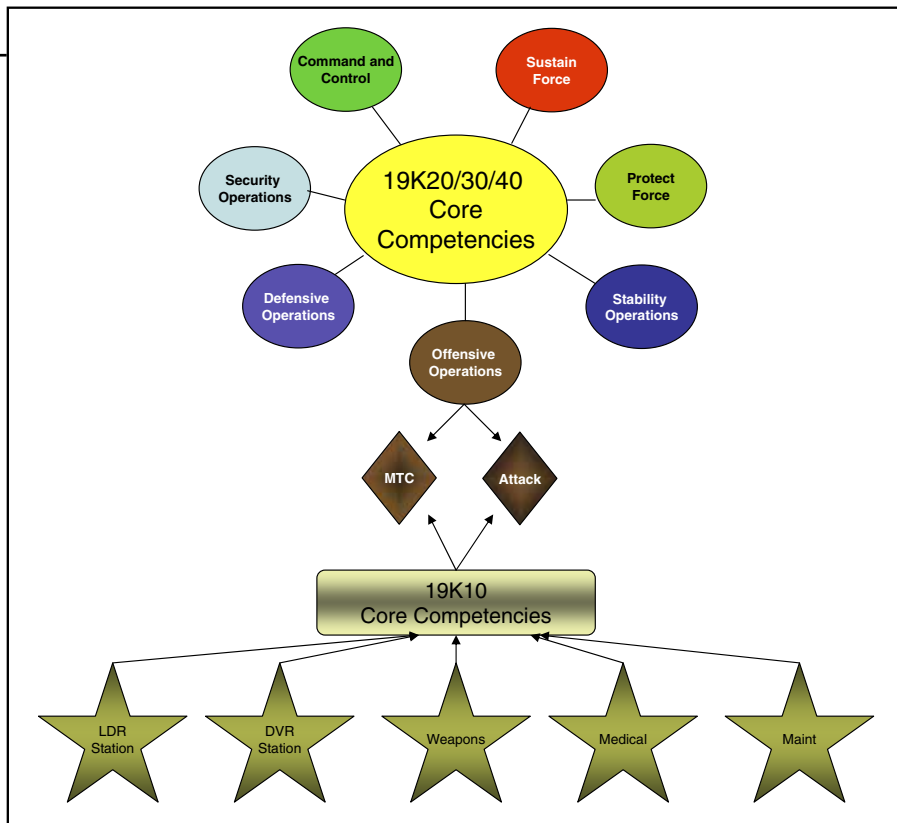 Command and
Control
Sustain
Force
Security
Operations
19K20/30/40
Core
Competencies
Protect
Force
Defensive
Operations
Stability
Operations
Offensive
Operations
MTC
Attack
19K10
Core Competencies
LDR
Station
DVR
Station
Weapons
Medical
Maint